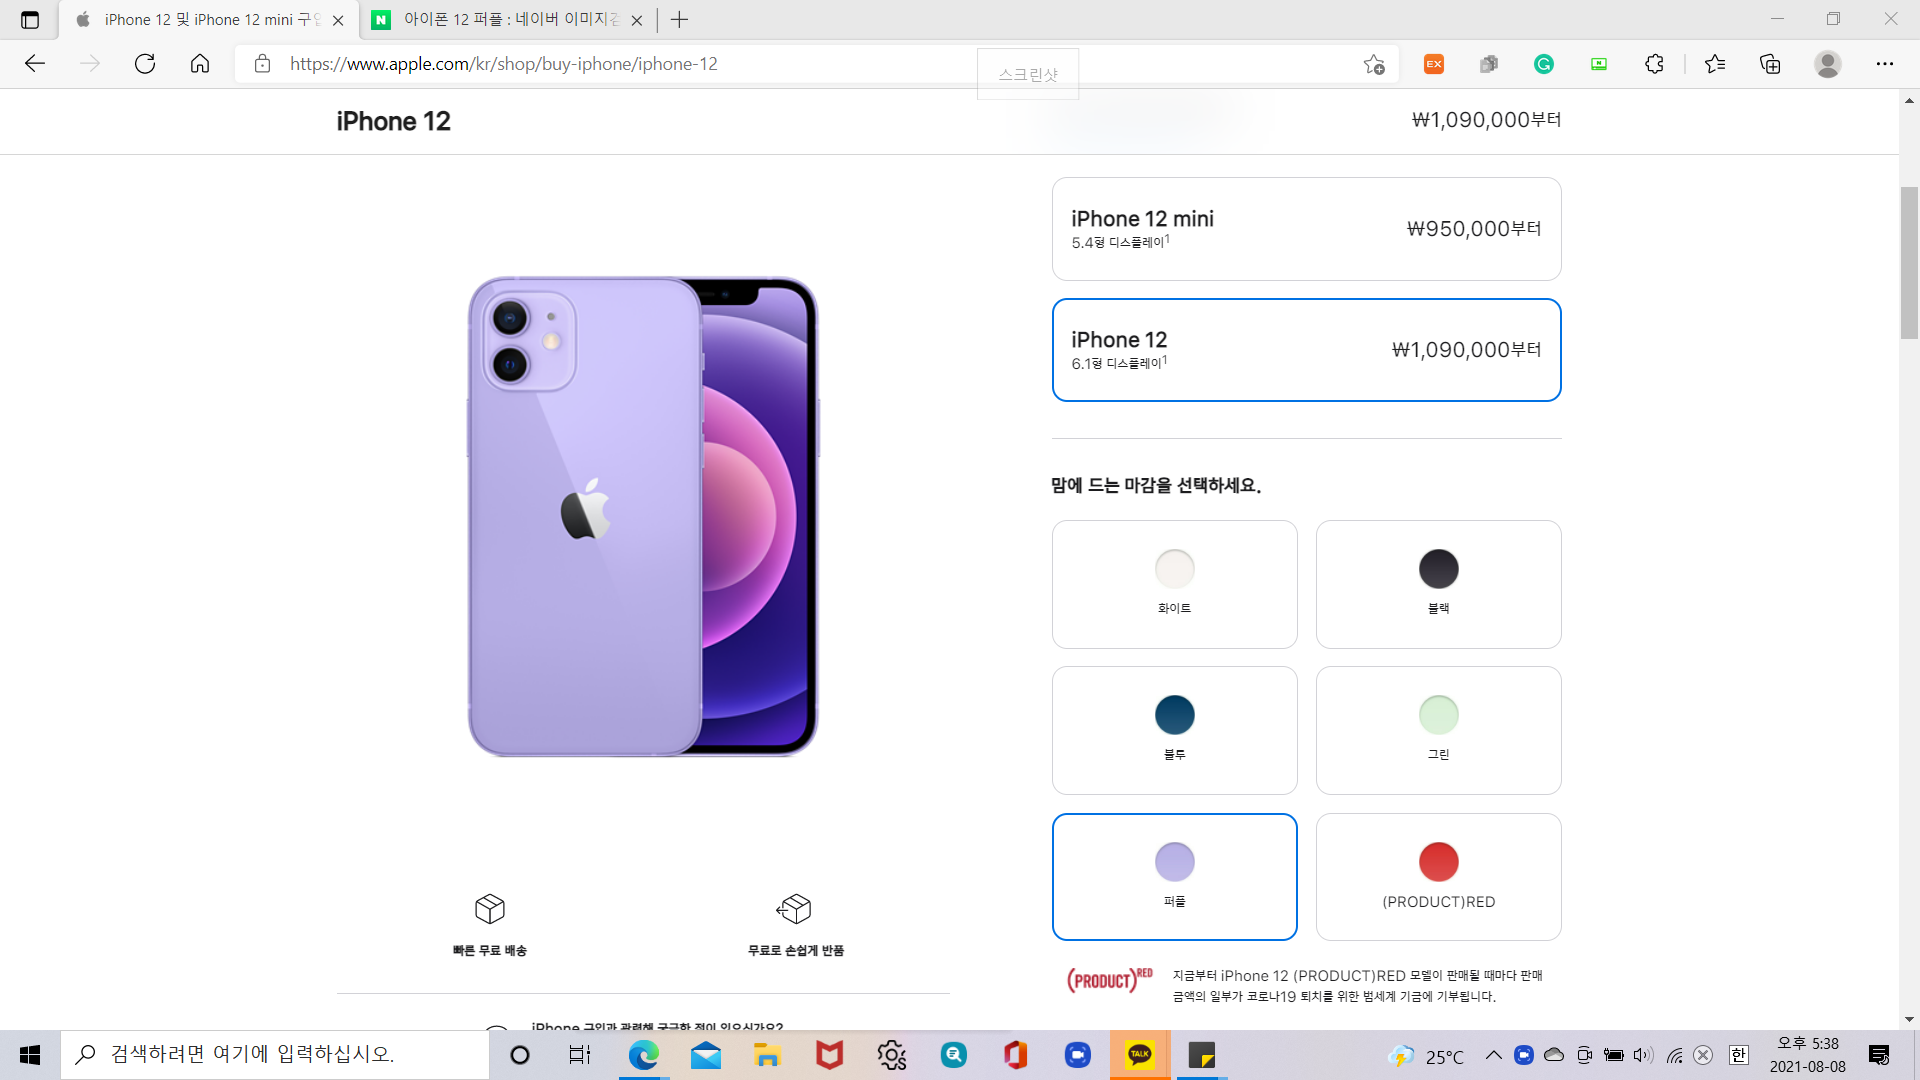 iPhone 12 및 iPhone 12 mini 구입
아이폰 12 퍼플 : 네이버 이미지검
https://www.apple.com/kr/shop/buy-iphone/iphone-12
스크린샷
EX
iPhone 12
₩1,090,000부터
iPhone 12 mini
5.4형 디스플레이1
₩950,000부터
iPhone 12
6.1형 디스플레이1
₩1,090,000부터
맘에 드는 마감을 선택하세요.
화이트
블랙
블루
그린
퍼플
(PRODUCT)RED
(PRODUCT)RED
지금부터 iPhone 12 (PRODUCT)RED 모델이 판매될 때마다 판매
금액의 일부가 코로나19 퇴치를 위한 범세계 기금에 기부됩니다.
빠른 무료 배송
무료로 손쉽게 반품
iPhone 구입과 관련해 궁금한 점이 있으신가요?
검색하려면 여기에 입력하십시오.
TALK
25°C
한
오후 5:38
2021-08-08